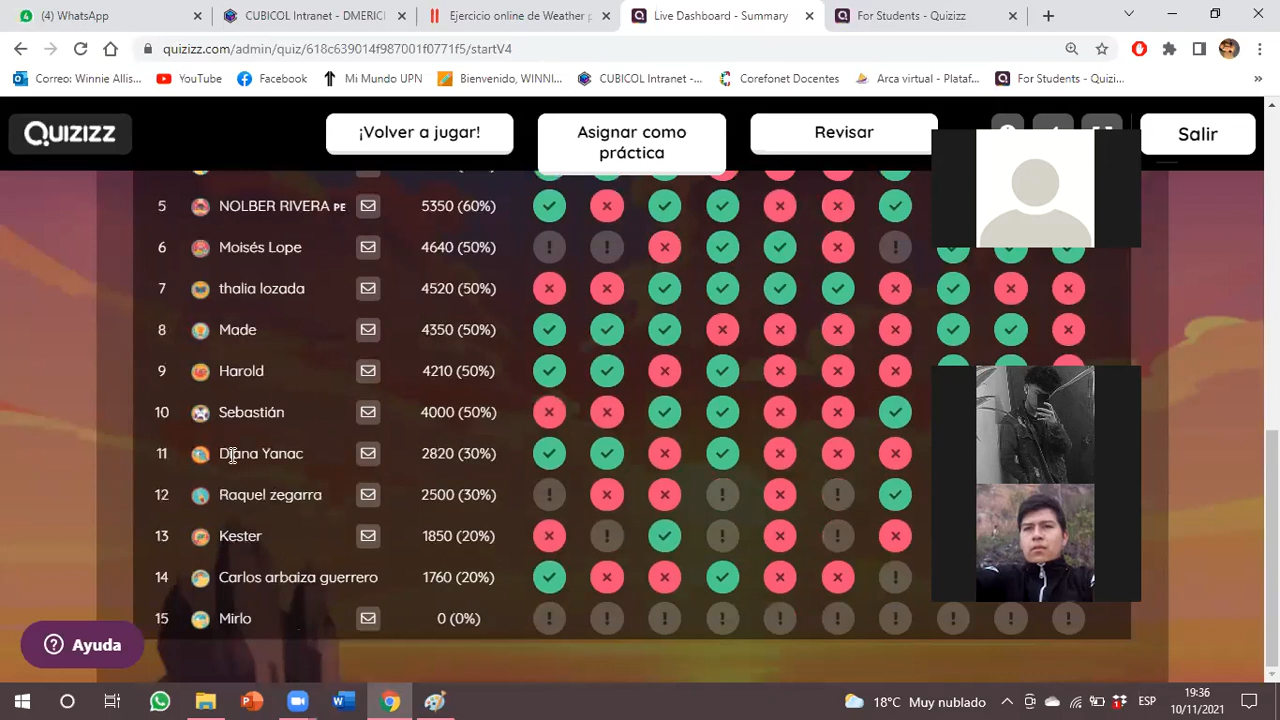 (4) WhatsApp
CUBICOL Intranet - DMERICI
Ejercicio online de Weather p
Live Dashboard - Summary
For Students - Quizizz
quizizz.com/admin/quiz/618c639014f987001f0771f5/startV4
Correo: Winnie Allis...
YouTube
Facebook
Mi Mundo UPN
Bienvenido, WINNI...
CUBICOL Intranet -...
Corefonet Docentes
Arca virtual - Plataf...
For Students - Quizi...
QUIZIZZ
¡Volver a jugar!
Asignar como práctica
Revisar
Salir
5 NOLBER RIVERA PE 5350 (60%)
6 Moisés Lope 4640 (50%)
7 thalia lozada 4520 (50%)
8 Made 4350 (50%)
9 Harold 4210 (50%)
10 Sebastián 4000 (50%)
11 Diana Yanac 2820 (30%)
12 Raquel zegarra 2500 (30%)
13 Kester 1850 (20%)
14 Carlos arbaiza guerrero 1760 (20%)
15 Mirlo 0 (0%)
Ayuda
18°C Muy nublado
ESP
19:36
10/11/2021